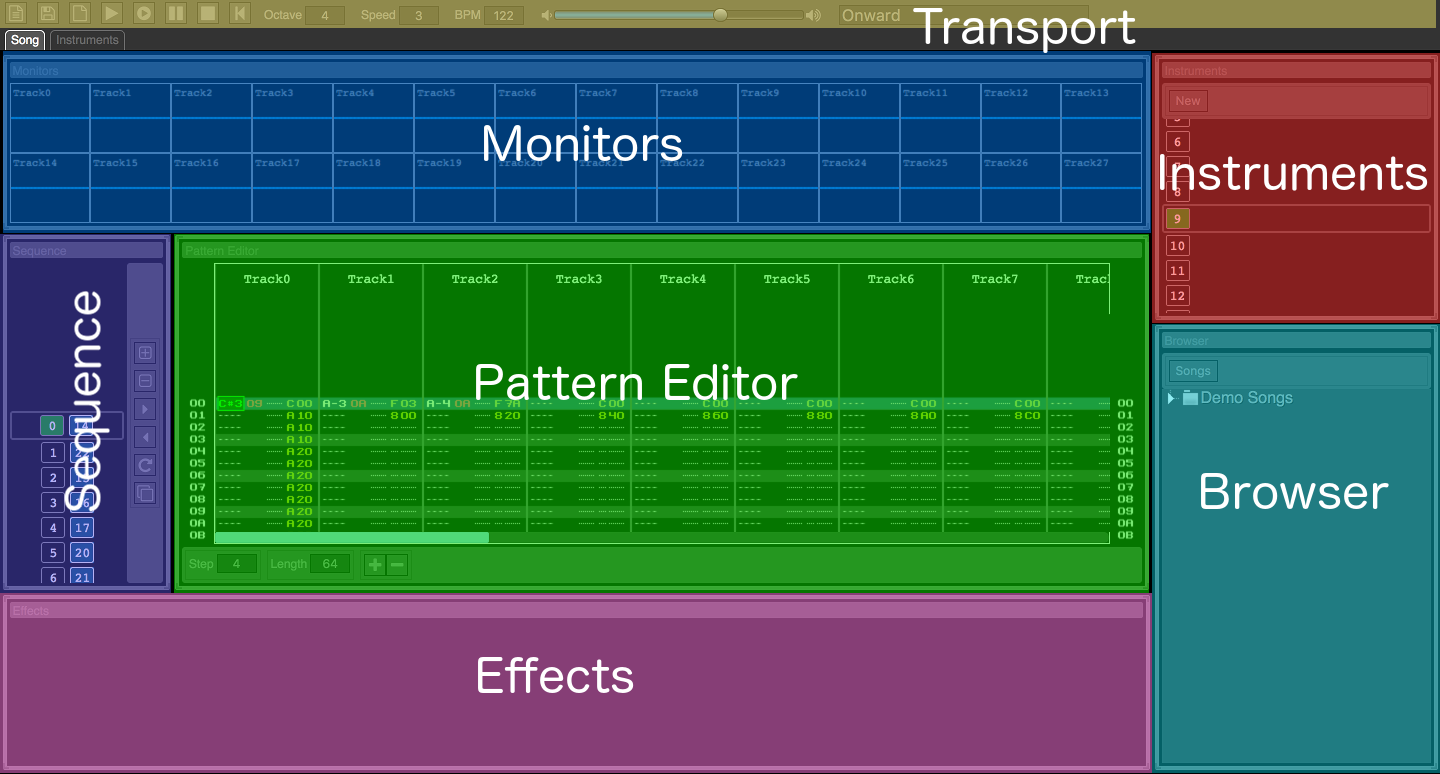 Octave 4 Speed 3 BPM 122 Onward
Transport
Song Instruments
Monitors
Track0 Track1 Track2 Track3 Track4 Track5 Track6 Track7 Track8 Track9 Track10 Track11 Track12 Track13
Monitors
Track14 Track15 Track16 Track17 Track18 Track19 Track20 Track21 Track22 Track23 Track24 Track25 Track26 Track27
Instruments
New
6
Instruments
8
9
10
11
12
Sequence
Sequence
0 14
1
2
3
4 17
5 20
6 21
Pattern Editor
Track0 Track1 Track2 Track3 Track4 Track5 Track6 Track7
Pattern Editor
00 C#3 09 C00 A-3 0A F03 A-4 0A C00 C00 C00 C00 C00 00
01 ---- A10 ---- 800 ---- 820 ---- 840 ---- 860 ---- 880 ---- 8A0 ---- 8C0 ---- 01
02 ---- A10 ---- ---- ---- ---- ---- ---- ---- ---- 02
03 ---- A10 ---- ---- ---- ---- ---- ---- ---- ---- 03
04 ---- A20 ---- ---- ---- ---- ---- ---- ---- ---- 04
05 ---- A20 ---- ---- ---- ---- ---- ---- ---- ---- 05
06 ---- A20 ---- ---- ---- ---- ---- ---- ---- ---- 06
07 ---- A20 ---- ---- ---- ---- ---- ---- ---- ---- 07
08 ---- A20 ---- ---- ---- ---- ---- ---- ---- ---- 08
09 ---- A20 ---- ---- ---- ---- ---- ---- ---- ---- 09
0A ---- A20 ---- ---- ---- ---- ---- ---- ---- ---- 0A
0B 0B
Step 4 Length 64
Browser
Songs
Demo Songs
Browser
Effects
Effects